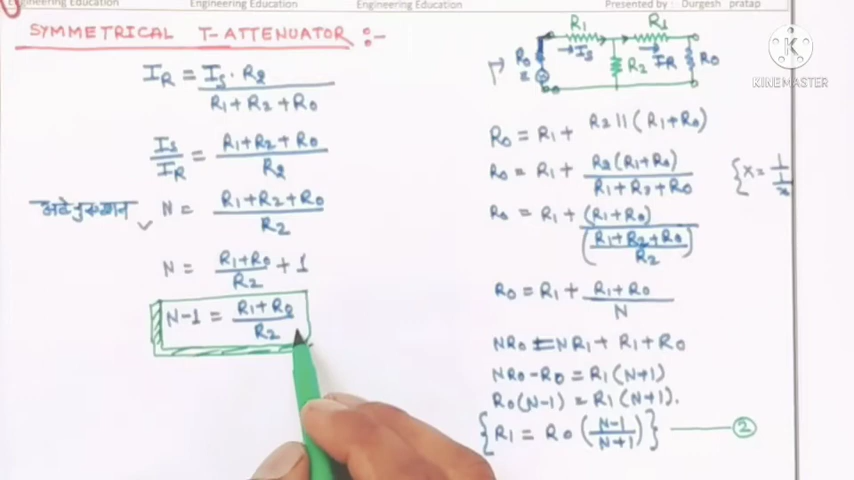 Engineering Education Engineering Education Engineering Education Presented by : Durgesh pratap
SYMMETRICAL T-ATTENUATOR :-
IR = Is . R2 / R1 + R2 + R0
Is / IR = R1 + R2 + R0 / R2
N = R1 + R2 + R0 / R2
N = R1 + R0 / R2 + 1
N-1 = R1 + R0 / R2
R1 R1
R0 Is R2 IR R0
R0 = R1 + R2 || (R1 + R0)
R0 = R1 + R2 (R1 + R0) / R1 + R2 + R0
{ x = 1 / 1/x
R0 = R1 + (R1 + R0) / (R1 + R2 + R0 / R2)
R0 = R1 + R1 + R0 / N
NR0 = NR1 + R1 + R0
NR0 - R0 = R1 (N+1)
R0 (N-1) = R1 (N+1).
{ R1 = R0 ( N-1 / N+1 ) } — 2
K
KINEMASTER